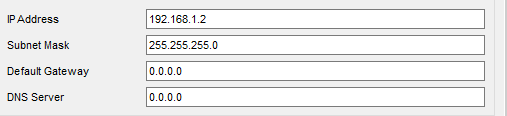 IP Address 192.168.1.2
Subnet Mask 255.255.255.0
Default Gateway 0.0.0.0
DNS Server 0.0.0.0